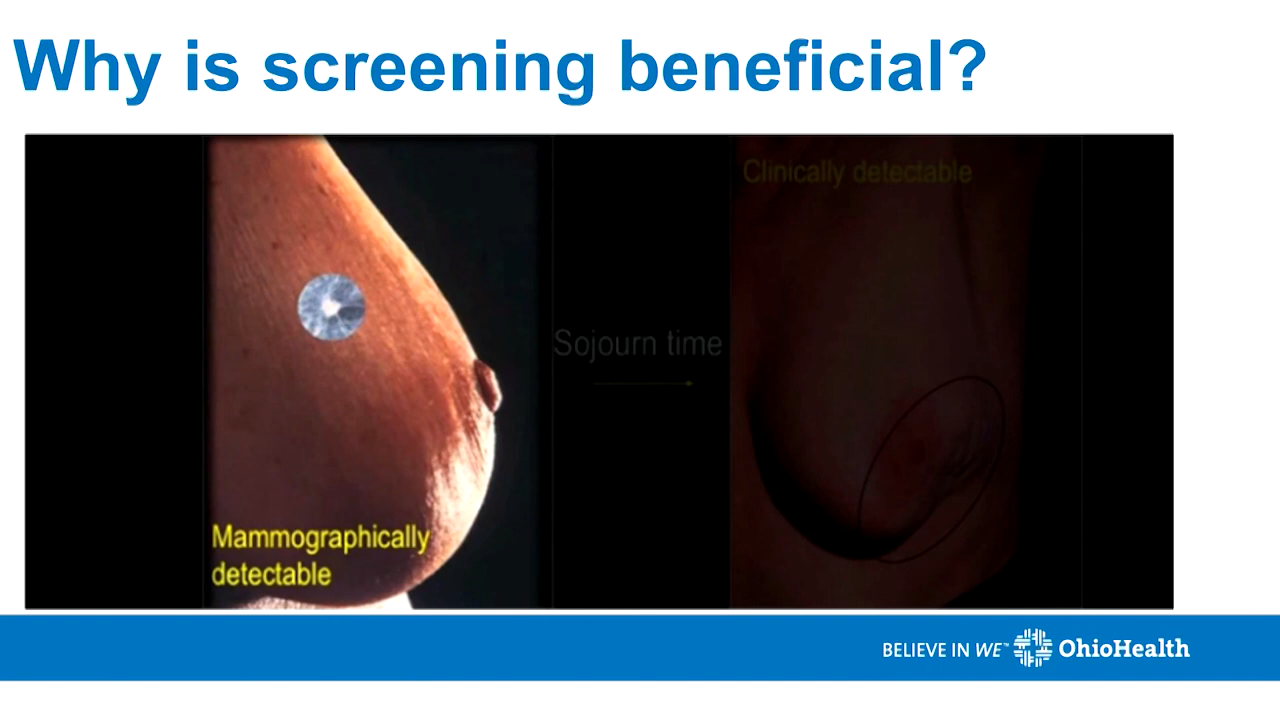 Why is screening beneficial?
Clinically detectable
Sojourn time
Mammographically
detectable
BELIEVE IN WE™ OhioHealth